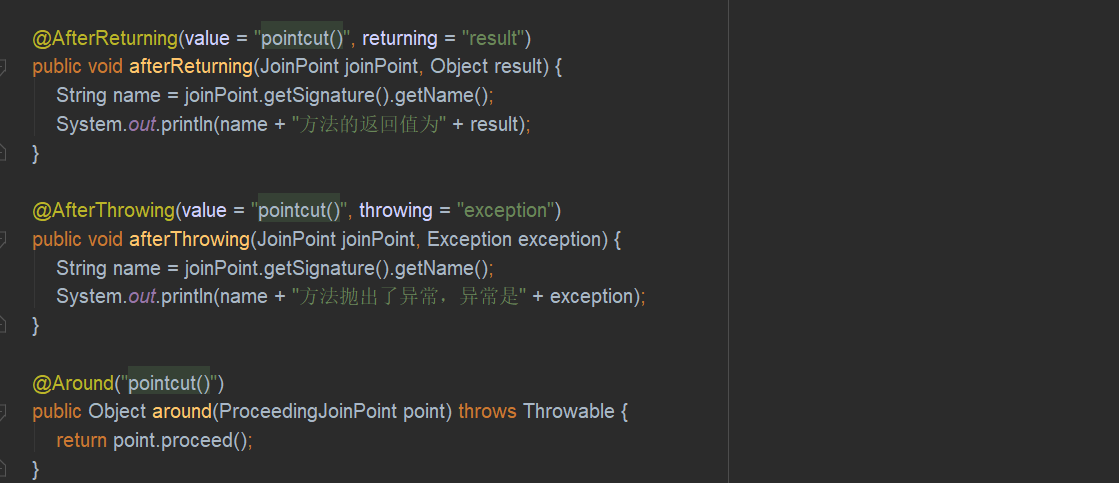 @AfterReturning(value = "pointcut()", returning = "result")
public void afterReturning(JoinPoint joinPoint, Object result) {
String name = joinPoint.getSignature().getName();
System.out.println(name + "方法的返回值为" + result);
}
@AfterThrowing(value = "pointcut()", throwing = "exception")
public void afterThrowing(JoinPoint joinPoint, Exception exception) {
String name = joinPoint.getSignature().getName();
System.out.println(name + "方法抛出了异常，异常是" + exception);
}
@Around("pointcut()")
public Object around(ProceedingJoinPoint point) throws Throwable {
return point.proceed();
}